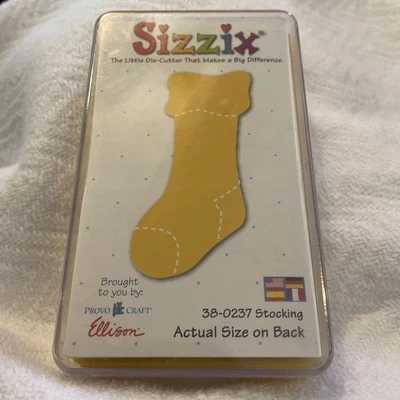 Sizzix®
The Little Die-Cutter That Makes a Big Difference.
Brought
to you by:
PROVO CRAFT®
Ellison®
38-0237 Stocking
Actual Size on Back